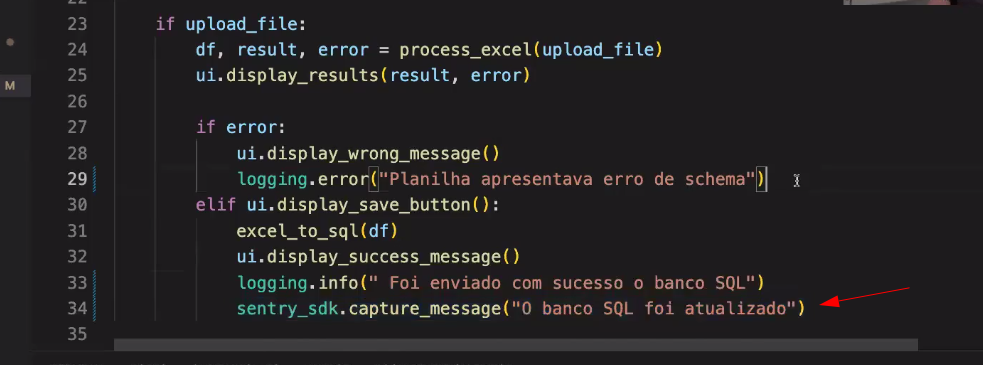 22
23 if upload_file:
24 df, result, error = process_excel(upload_file)
25 ui.display_results(result, error)
26
27 if error:
28 ui.display_wrong_message()
M 29 logging.error("Planilha apresentava erro de schema")
30 elif ui.display_save_button():
31 excel_to_sql(df)
32 ui.display_success_message()
33 logging.info(" Foi enviado com sucesso o banco SQL")
34 sentry_sdk.capture_message("O banco SQL foi atualizado")
35